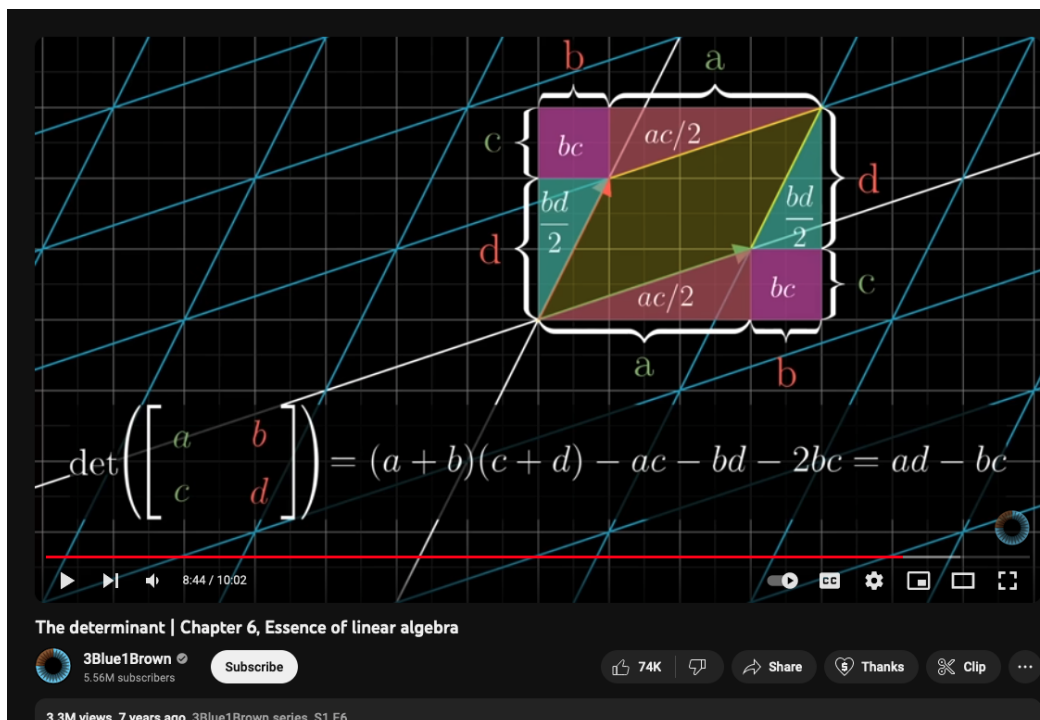 b a
c bc ac/2
bd/2 bd/2 d
d
ac/2 bc c
a b
det([a b c d]) = (a + b)(c + d) − ac − bd − 2bc = ad − bc
8:44 / 10:02
CC
The determinant | Chapter 6, Essence of linear algebra
3Blue1Brown
5.56M subscribers
Subscribe
74K
Share
Thanks
Clip
3.3M views 7 years ago 3Blue1Brown series S1 E6